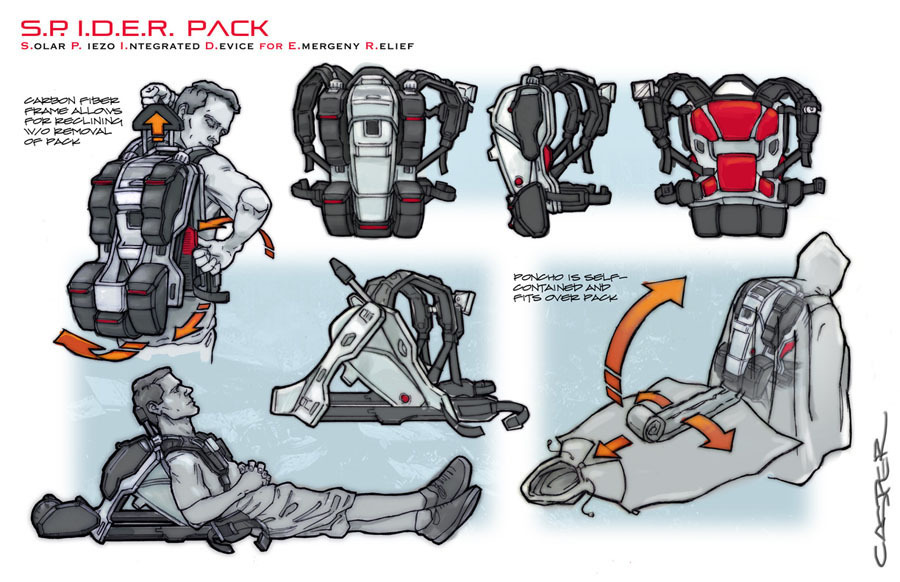 S.P. I.D.E.R. PACK
S.OLAR P. IEZO I.NTEGRATED D.EVICE FOR E.MERGENY R.ELIEF
CARBON FIBER
FRAME ALLOWS
FOR RECLINING
W/O REMOVAL
OF PACK
PONCHO IS SELF-
CONTAINED AND
FITS OVER PACK
CASPER